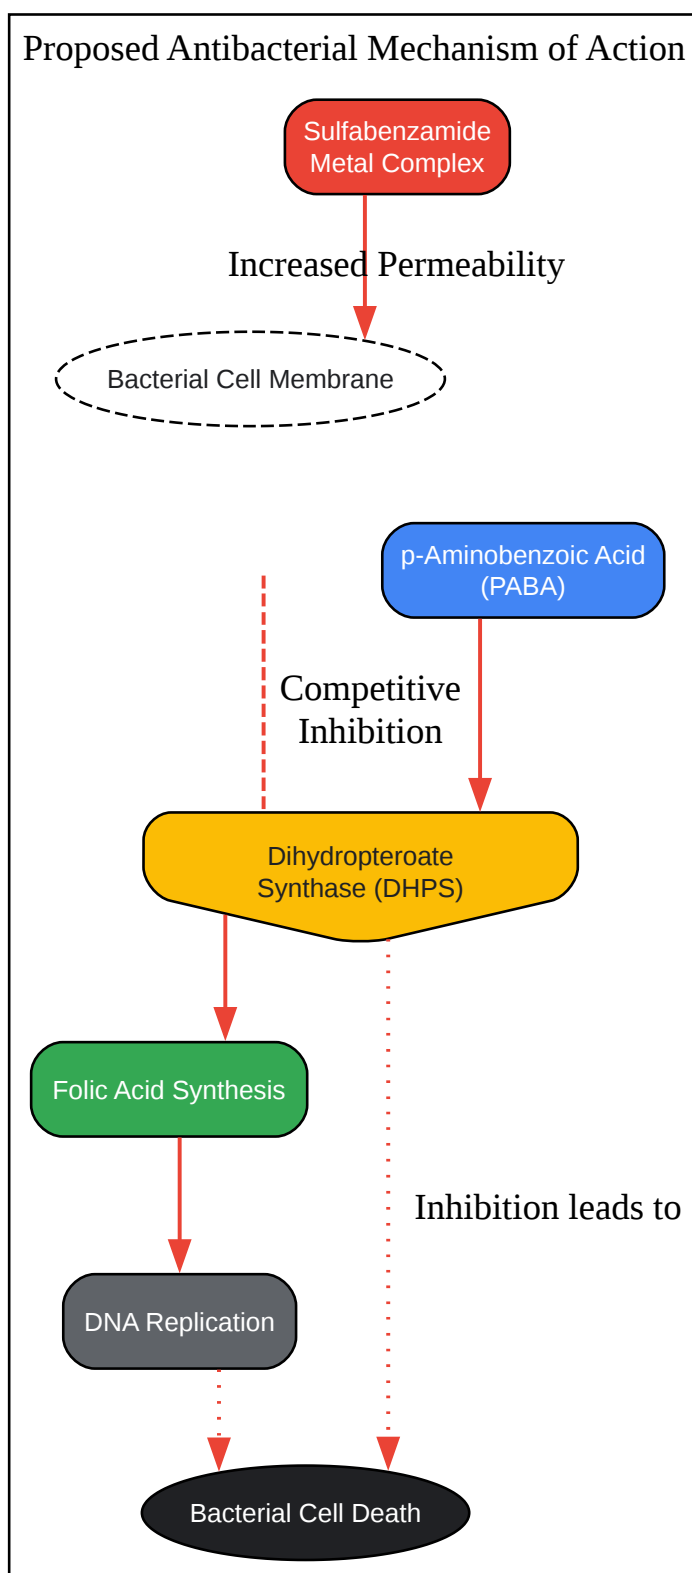 Proposed Antibacterial Mechanism of Action
Sulfabenzamide
Metal Complex
Increased Permeability
Bacterial Cell Membrane
p-Aminobenzoic Acid
(PABA)
Competitive
Inhibition
Dihydropteroate
Synthase (DHPS)
Folic Acid Synthesis
Inhibition leads to
DNA Replication
Bacterial Cell Death